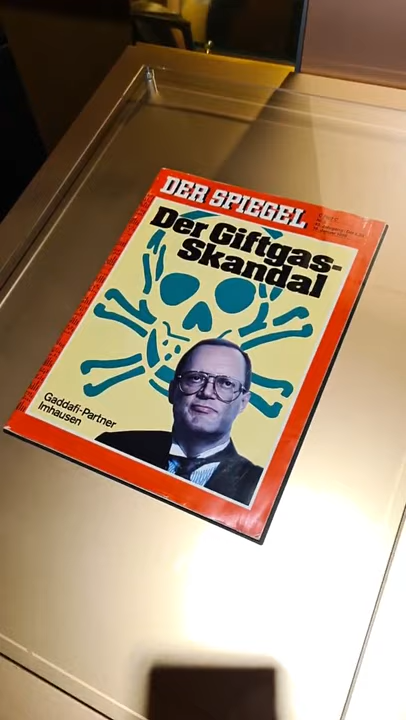 DER SPIEGEL
Der Giftgas-
Skandal
Gaddafi-Partner
Imhausen